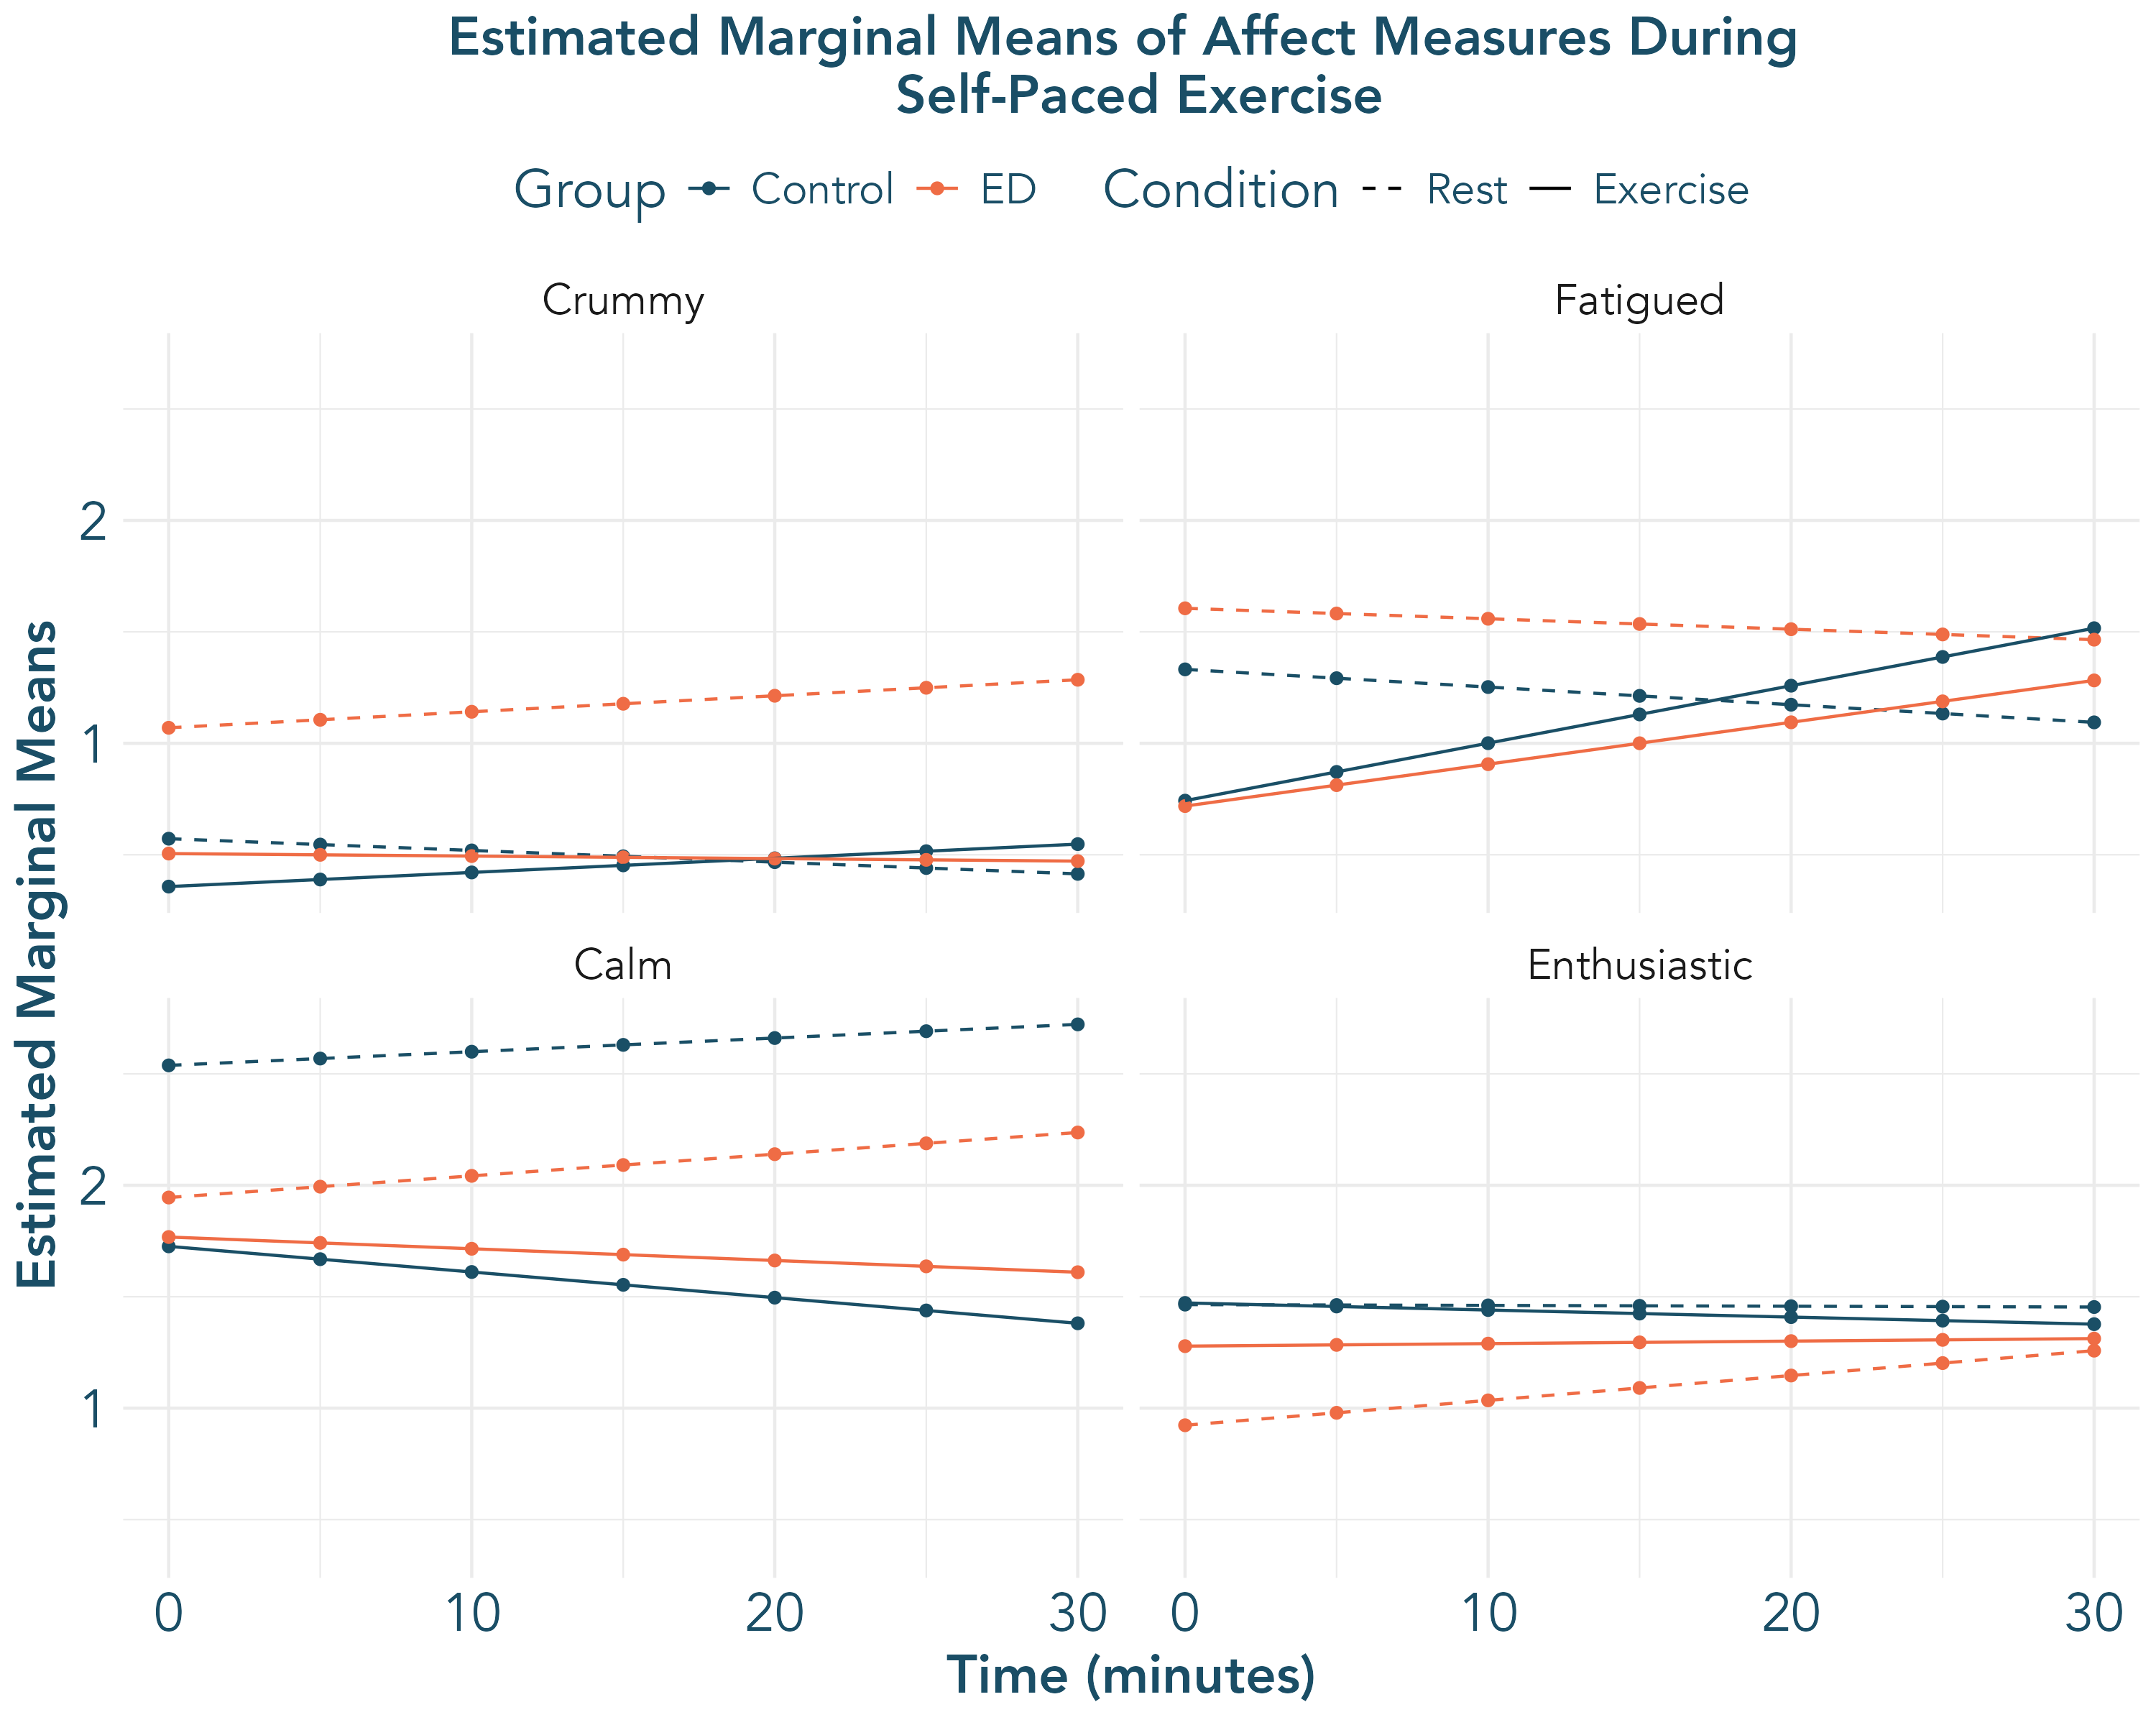 Estimated Marginal Means of Affect Measures During
Self-Paced Exercise
Group Control ED Condition Rest Exercise
Crummy Fatigued
2
1
Calm Enthusiastic
2
1
Estimated Marginal Means
0 10 20 30 0 10 20 30
Time (minutes)